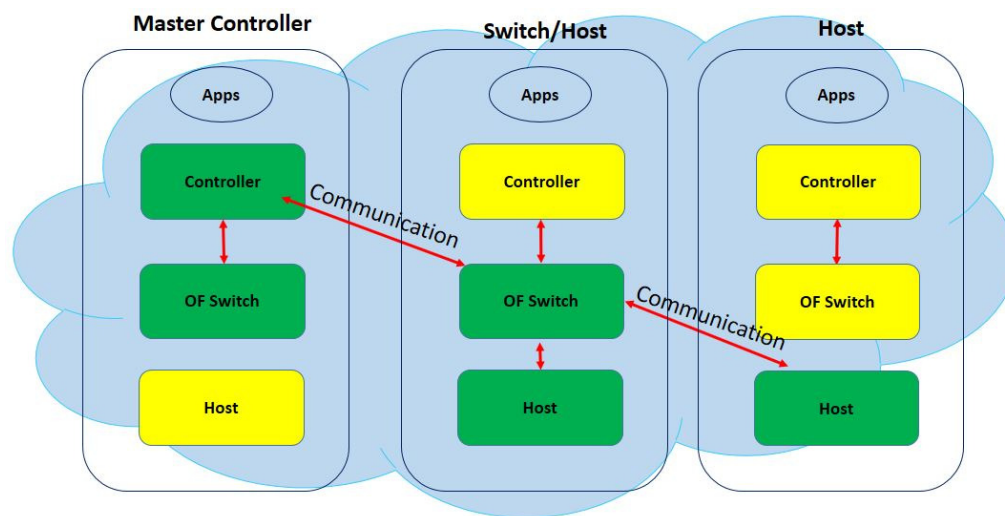 Master Controller
Switch/Host
Host
Apps
Apps
Apps
Controller
Controller
Controller
Communication
OF Switch
OF Switch
OF Switch
Communication
Host
Host
Host